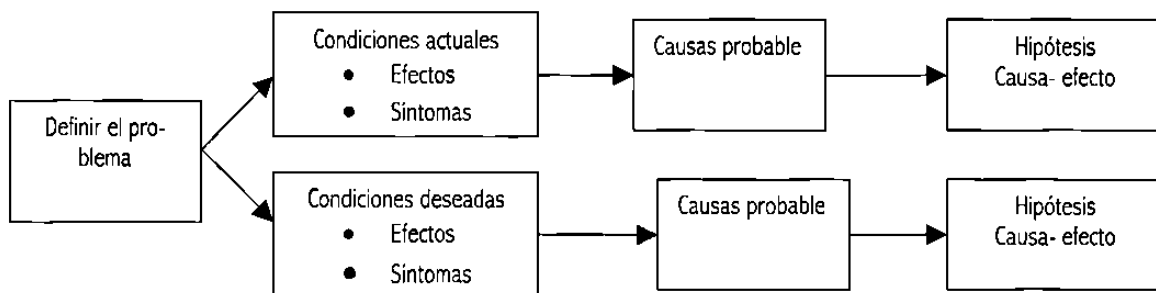 Definir el pro-
blema
Condiciones actuales
• Efectos
• Síntomas
Causas probable
Hipótesis
Causa- efecto
Condiciones deseadas
• Efectos
• Síntomas
Causas probable
Hipótesis
Causa- efecto